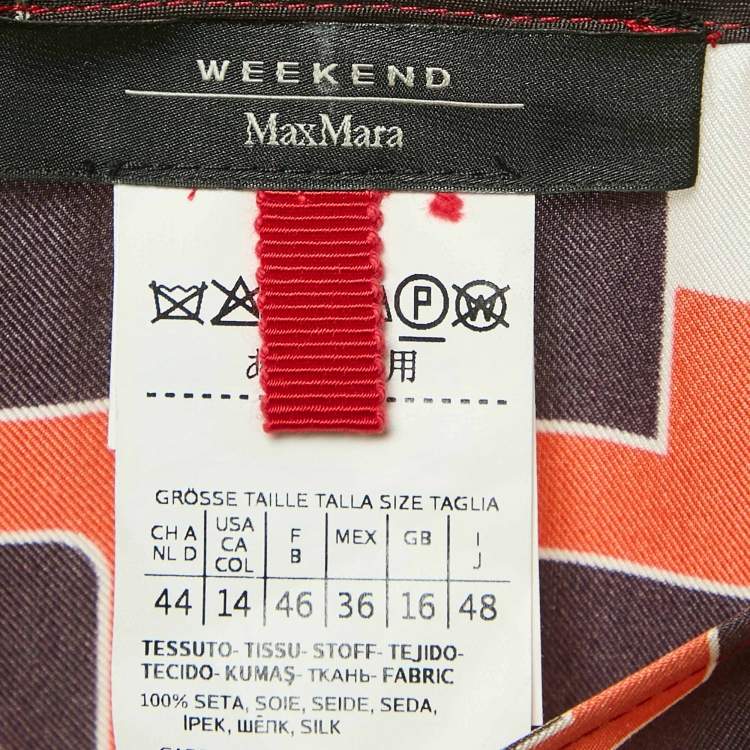 WEEKEND
MaxMara
P W
用
GRÖSSE TAILLE TALLA SIZE TAGLIA
CH A NL D USA CA COL F B MEX GB I J
44 14 46 36 16 48
TESSUTO- TISSU- STOFF- TEJIDO-
TECIDO- KUMAŞ- ТКАНЬ- FABRIC
100% SETA, SOIE, SEIDE, SEDA,
İPEK, ШЁЛК, SILK